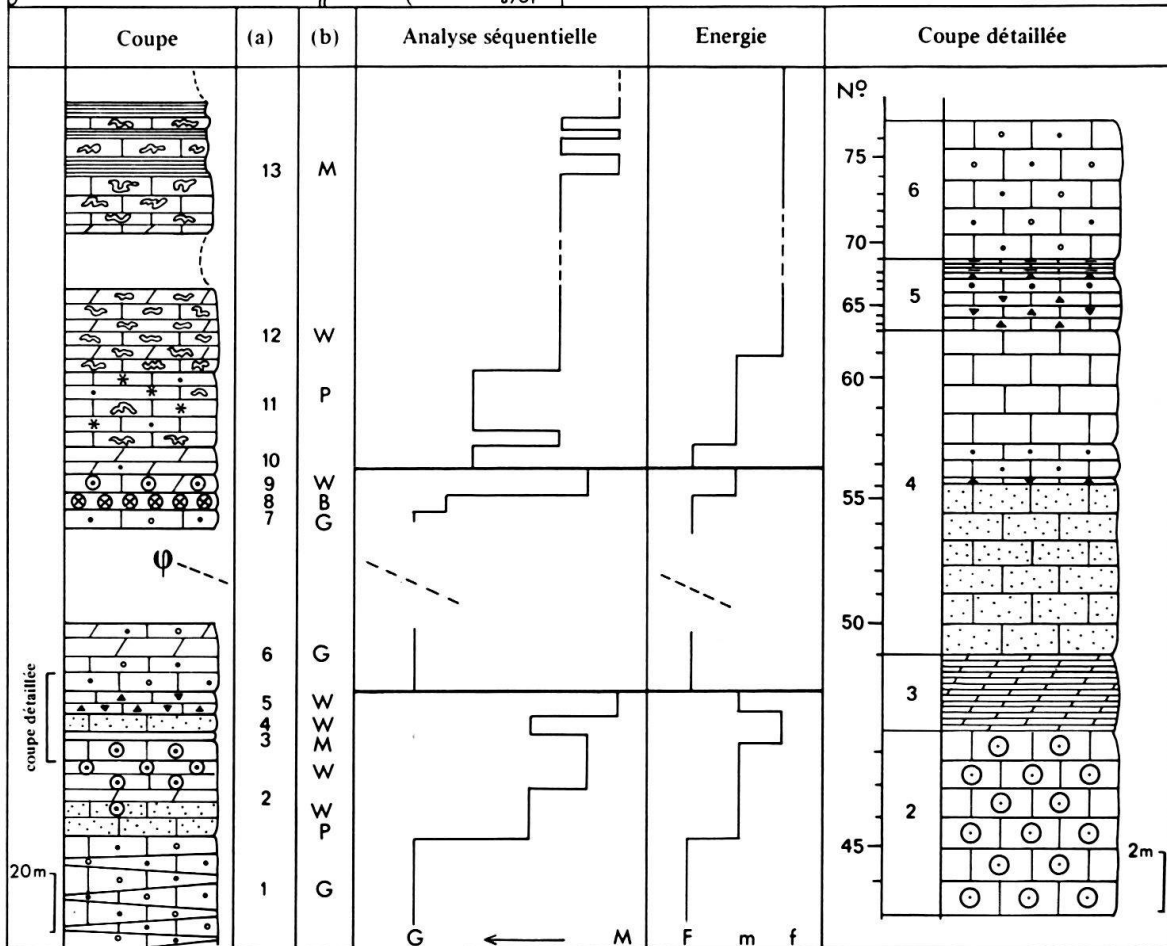 Coupe (a) (b) Analyse séquentielle Energie Coupe détaillée
Nº
75
13 M
6
70
5
65
12 W
60
P
11
10
9 W
8 B
7 G
4
55
φ
50
6 G
coupe détaillée
5 W
4 W
3 M
3
W
2
W
P
2
45
20m
2m
1 G
G M F m f